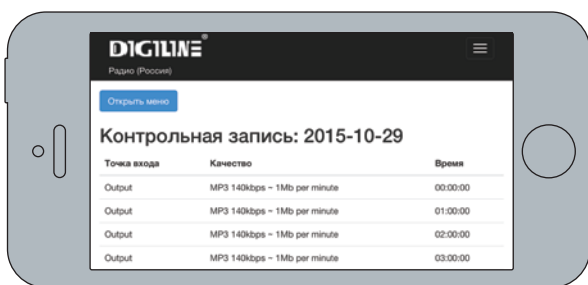 DIGILINE®
Радио (Россия)
Открыть меню
Контрольная запись: 2015-10-29
Точка входа Качество Время
Output MP3 140kbps ~ 1Mb per minute 00:00:00
Output MP3 140kbps ~ 1Mb per minute 01:00:00
Output MP3 140kbps ~ 1Mb per minute 02:00:00
Output MP3 140kbps ~ 1Mb per minute 03:00:00